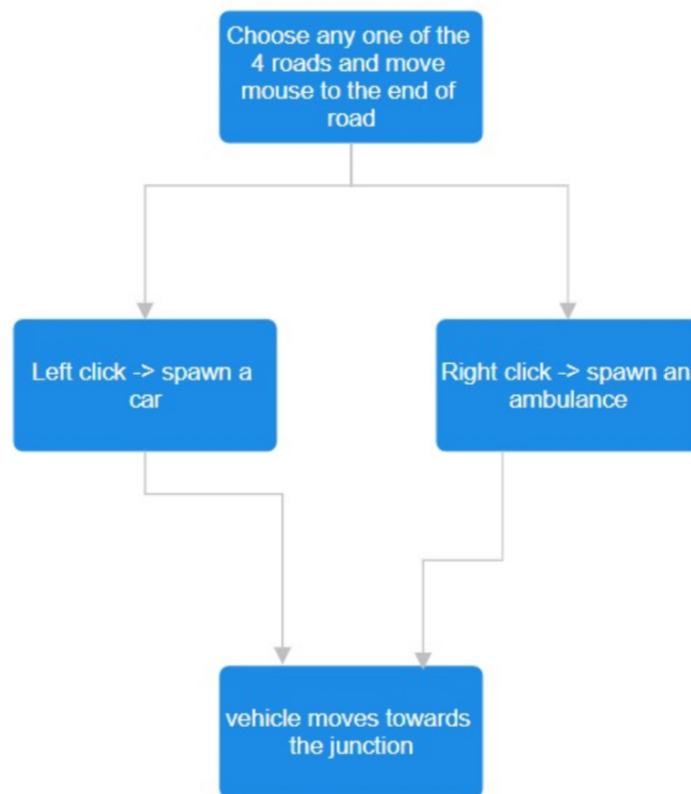 Choose any one of the
4 roads and move
mouse to the end of
road
Left click -> spawn a
car
Right click -> spawn an
ambulance
vehicle moves towards
the junction